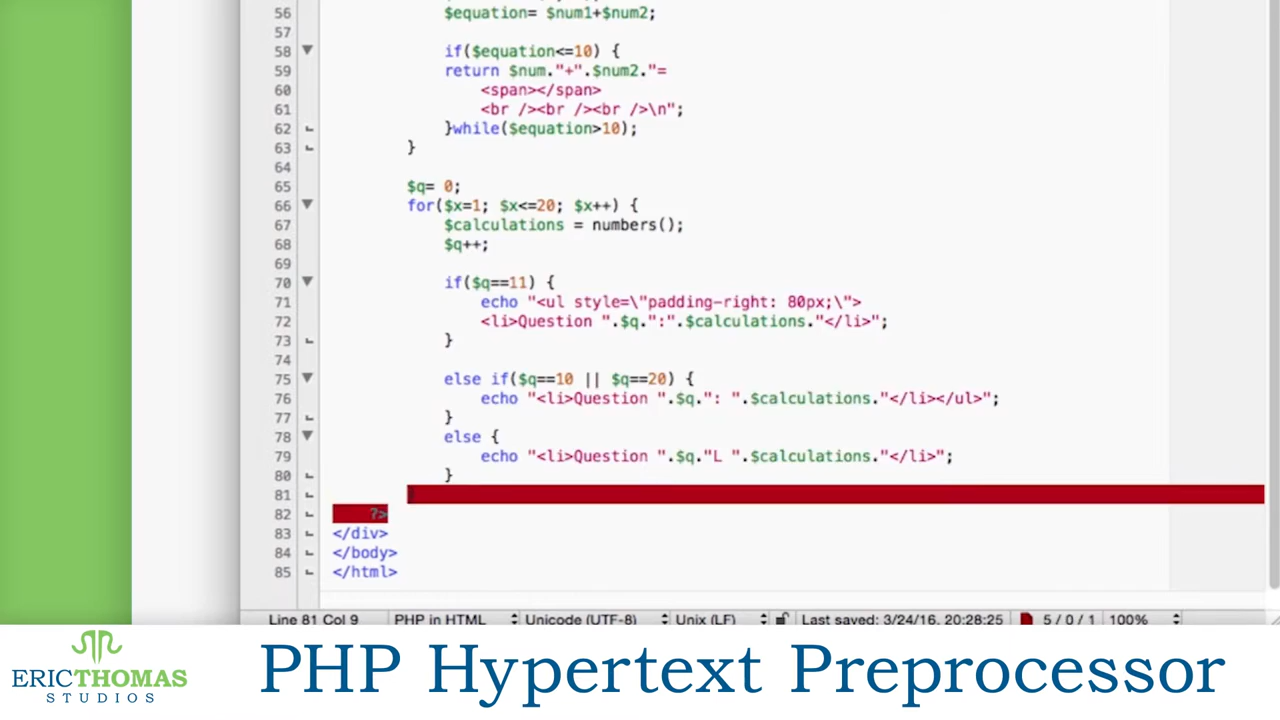 56 $equation= $num1+$num2;
57
58 if($equation<=10) {
59 return $num."+".$num2."=
60 <span></span>
61 <br /><br /><br />\n";
62 }while($equation>10);
63 }
64
65 $q= 0;
66 for($x=1; $x<=20; $x++) {
67 $calculations = numbers();
68 $q++;
69
70 if($q==11) {
71 echo "<ul style=\"padding-right: 80px;\">
72 <li>Question ".$q.":".$calculations."</li>";
73 }
74
75 else if($q==10 || $q==20) {
76 echo "<li>Question ".$q.": ".$calculations."</li></ul>";
77 }
78 else {
79 echo "<li>Question ".$q."L ".$calculations."</li>";
80 }
81
82 ?>
83 </div>
84 </body>
85 </html>
Line 81 Col 9 PHP in HTML Unicode (UTF-8) Unix (LF) Last saved: 3/24/16, 20:28:25 5 / 0 / 1 100%
ERICTHOMAS
STUDIOS
PHP Hypertext Preprocessor